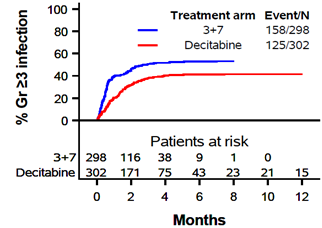 100
80
60
40
20
0
% Gr ≥3 infection
Treatment arm Event/N
3+7 158/298
Decitabine 125/302
Patients at risk
3+7 298 116 38 9 1 0
Decitabine 302 171 75 43 23 21 15
0 2 4 6 8 10 12
Months